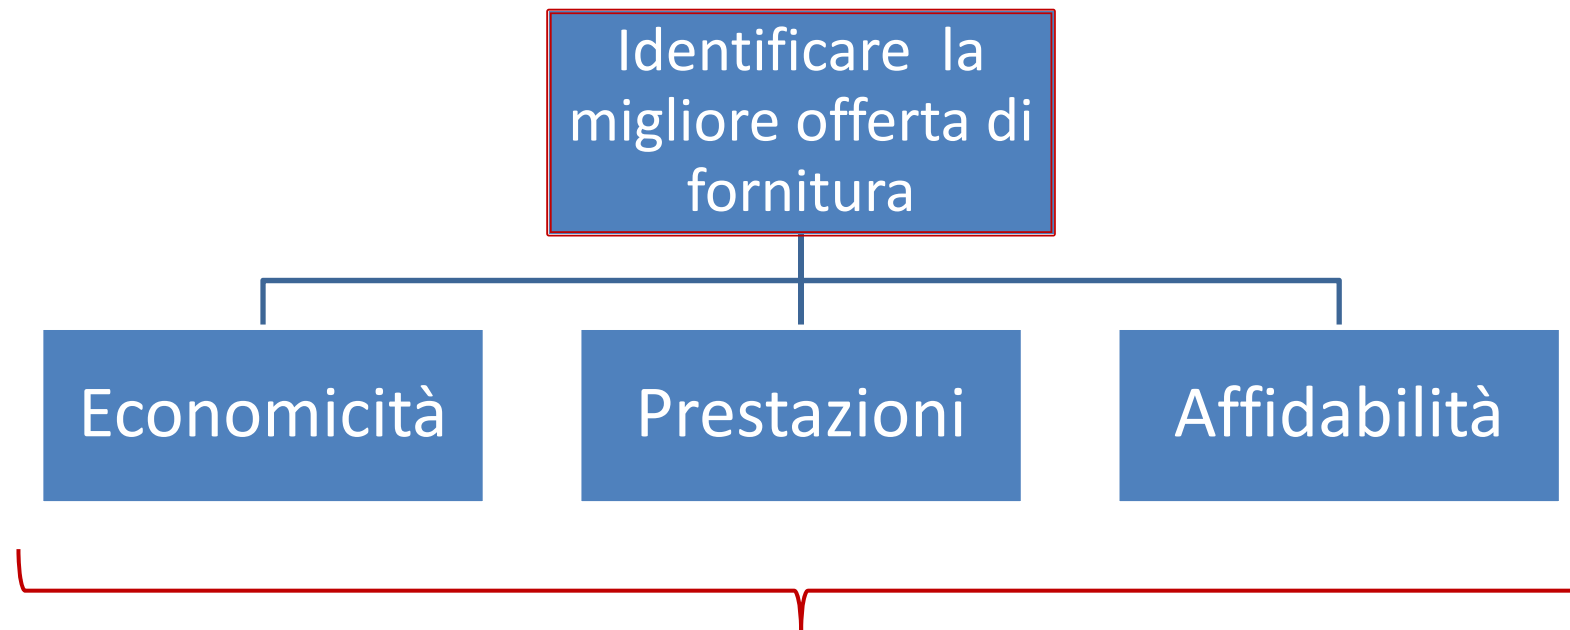 Identificare la
migliore offerta di
fornitura
Economicità
Prestazioni
Affidabilità